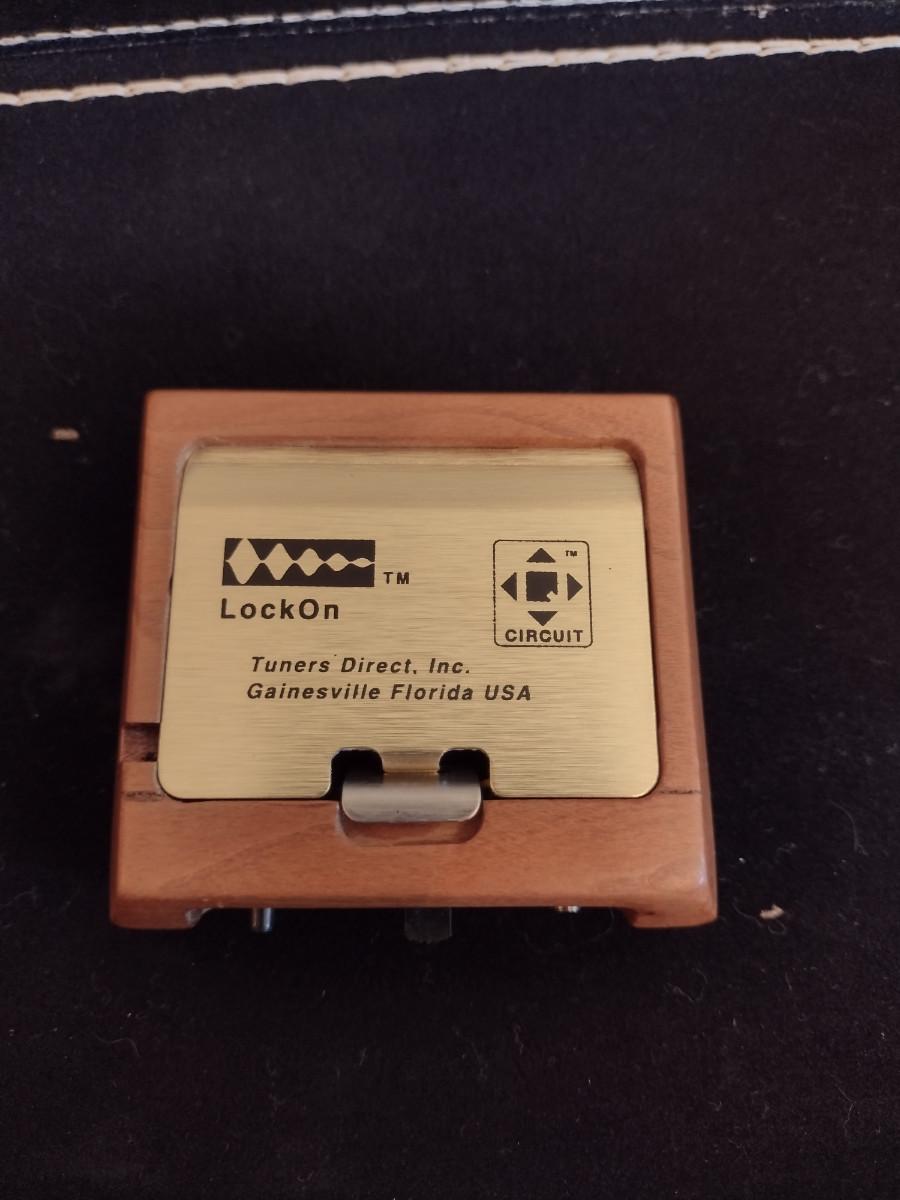 TM
LockOn
TM
CIRCUIT
Tuners Direct, Inc.
Gainesville Florida USA